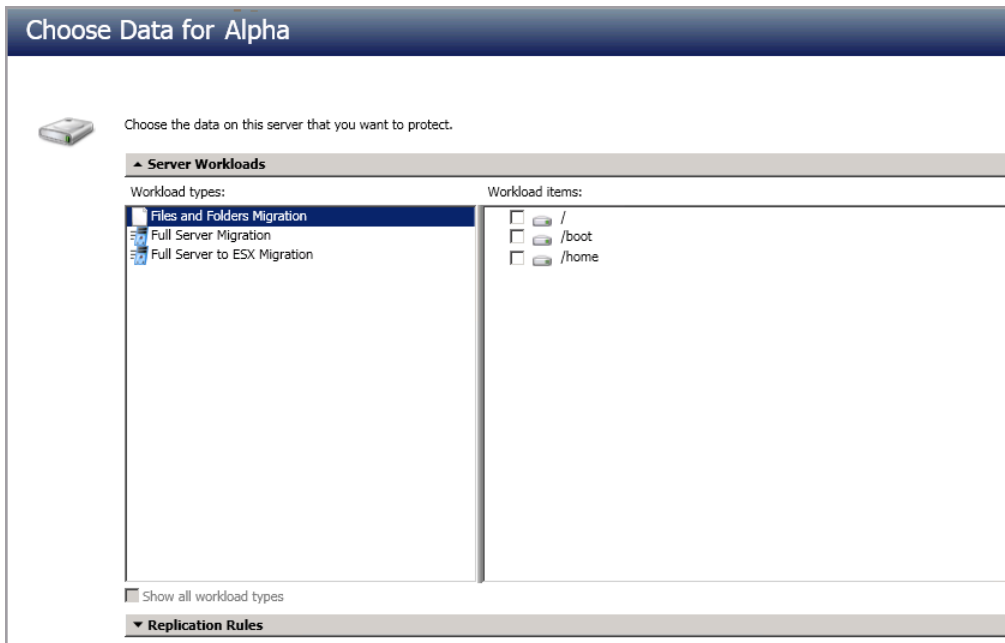 Choose Data for Alpha
Choose the data on this server that you want to protect.
Server Workloads
Workload types:
Workload items:
Files and Folders Migration
Full Server Migration
Full Server to ESX Migration
/
/boot
/home
Show all workload types
Replication Rules